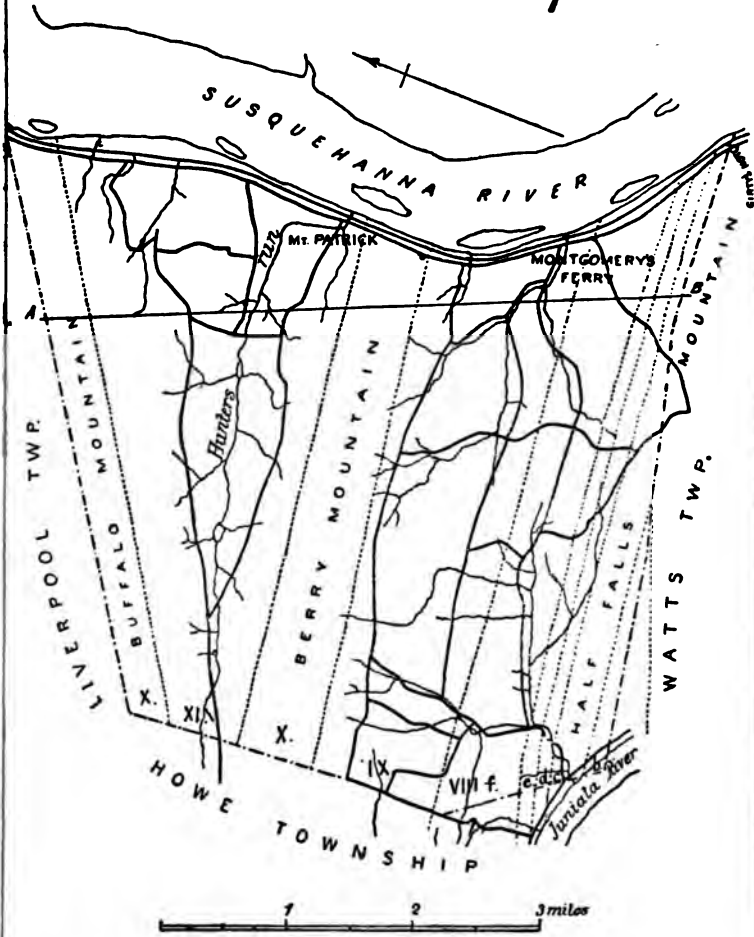 SUSQUEHANNA RIVER
run
MT. PATRICK
MONTGOMERY'S
FERRY
A
B
MOUNTAIN
Hunters
LIVERPOOL TWP.
BUFFALO MOUNTAIN
BERRY MOUNTAIN
HALF FALLS
WATTS TWP.
X.
XI.
X.
IX
VIII f.
e. d. c.
b
Juniata River
HOWE TOWNSHIP
1 2 3 miles